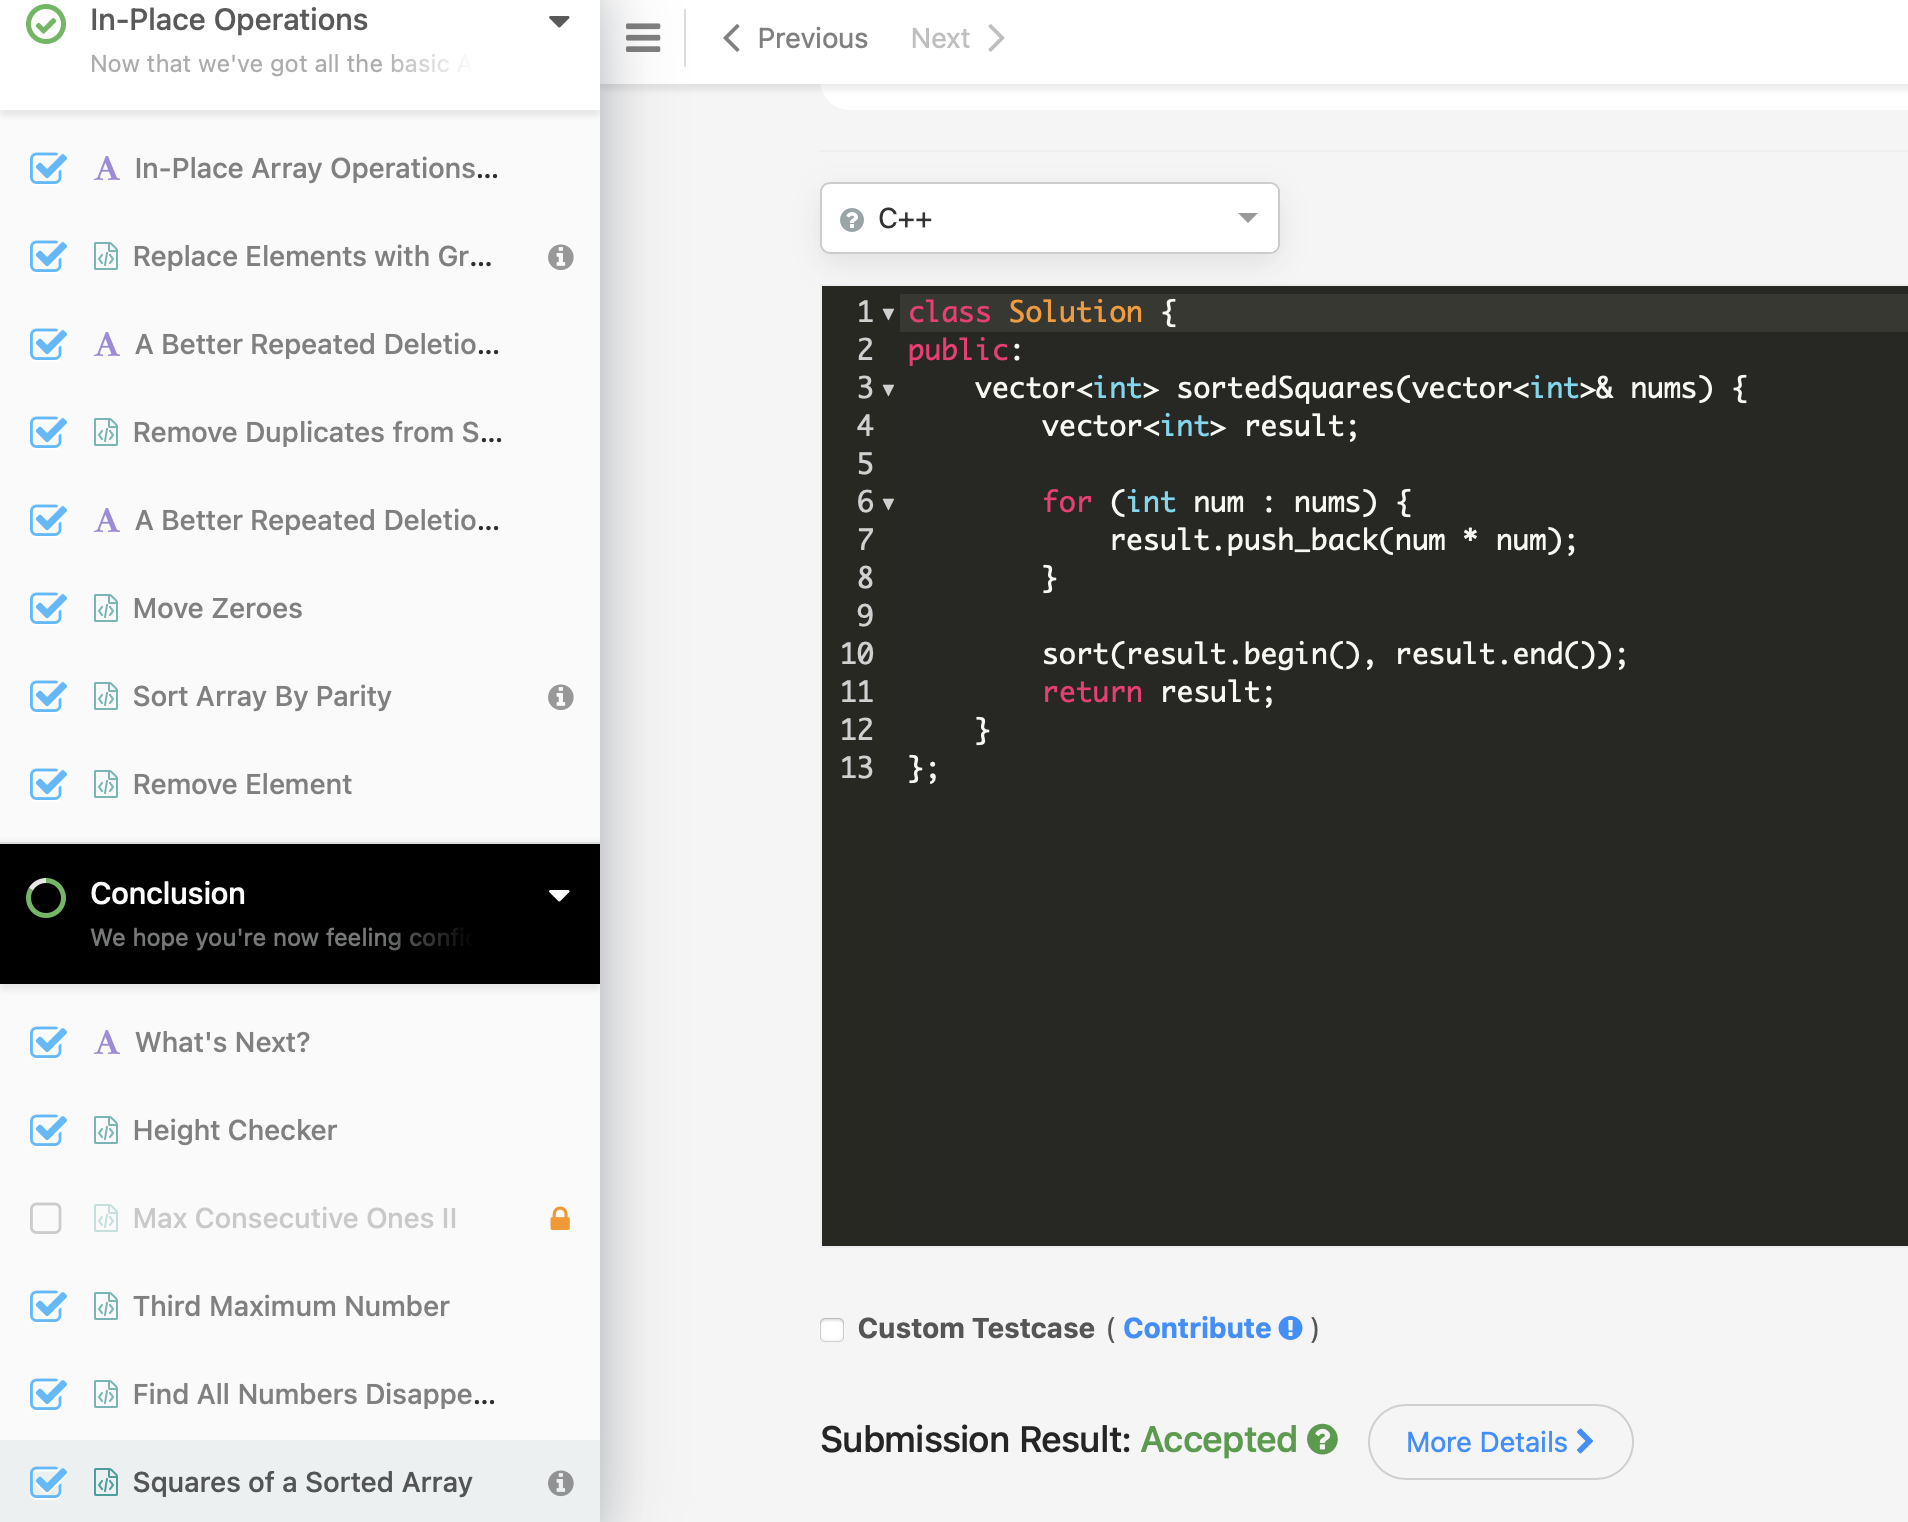 In-Place Operations
Now that we've got all the basic A
In-Place Array Operations...
Replace Elements with Gr...
A Better Repeated Deletio...
Remove Duplicates from S...
A Better Repeated Deletio...
Move Zeroes
Sort Array By Parity
Remove Element
Conclusion
We hope you're now feeling confid
What's Next?
Height Checker
Max Consecutive Ones II
Third Maximum Number
Find All Numbers Disappe...
Squares of a Sorted Array
Previous
Next
C++
1 class Solution {
2 public:
3     vector<int> sortedSquares(vector<int>& nums) {
4         vector<int> result;
5
6         for (int num : nums) {
7             result.push_back(num * num);
8         }
9
10         sort(result.begin(), result.end());
11         return result;
12     }
13 };
Custom Testcase ( Contribute )
Submission Result: Accepted
More Details